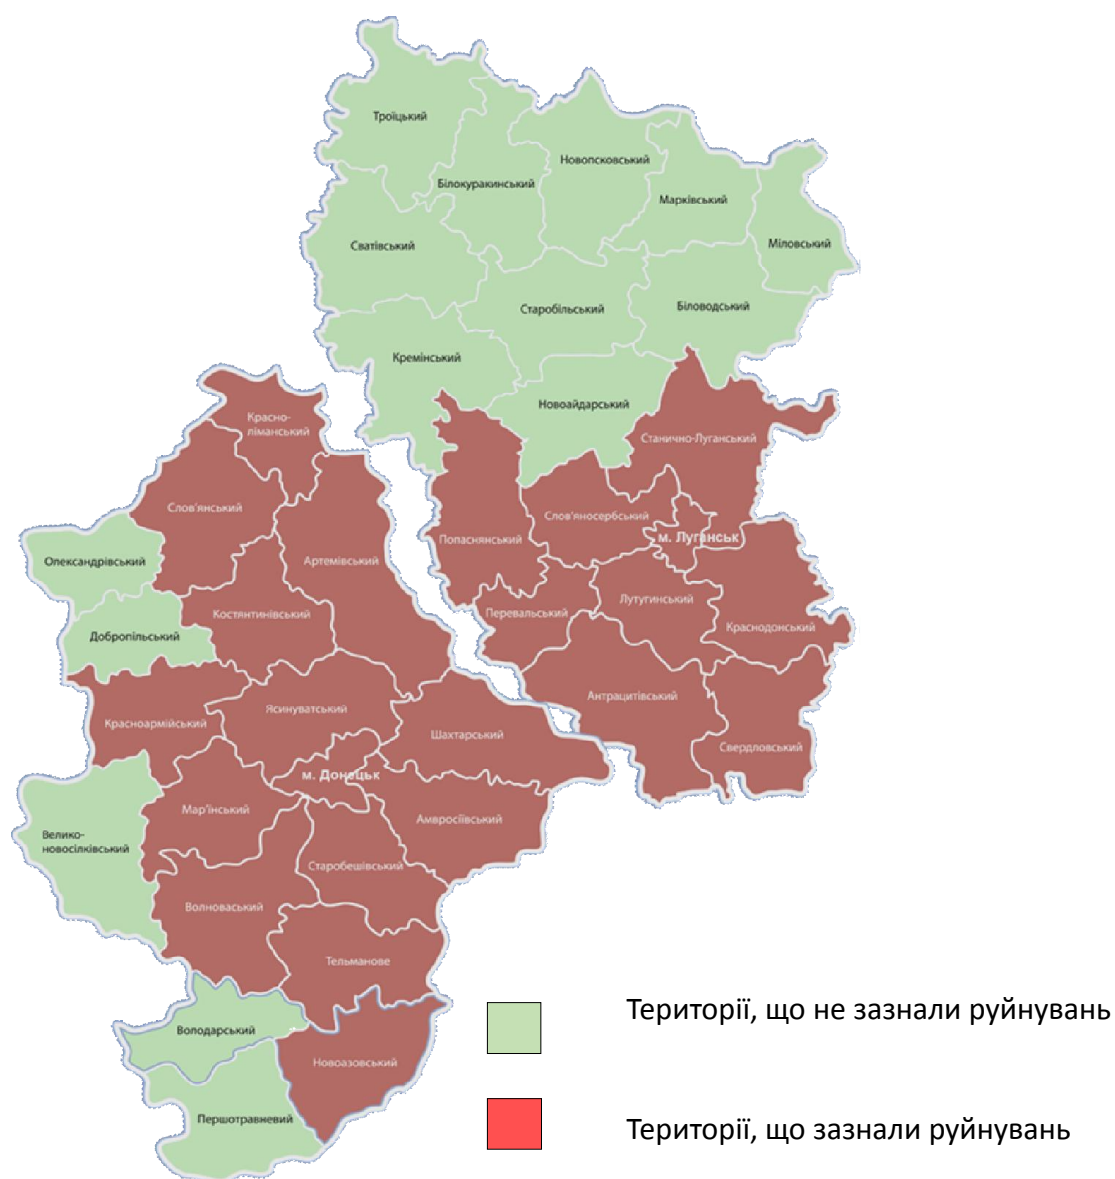 Троїцький
Білокуракинський
Новопсковський
Марківський
Міловський
Сватівський
Старобільський
Біловодський
Кремінський
Новоайдарський
Станично-Луганський
Красно-
ліманський
Слов'янський
Артемівський
Попаснянський
Слов'яносербський
м. Луганськ
Олександрівський
Костянтинівський
Перевальський
Лутугинський
Краснодонський
Добропільський
Антрацитівський
Свердловський
Красноармійський
Ясинуватський
Шахтарський
м. Донецьк
Мар'їнський
Амвросіївський
Велико-
новосілківський
Старобешівський
Волноваський
Тельманове
Володарський
Новоазовський
Першотравневий
Території, що не зазнали руйнувань
Території, що зазнали руйнувань